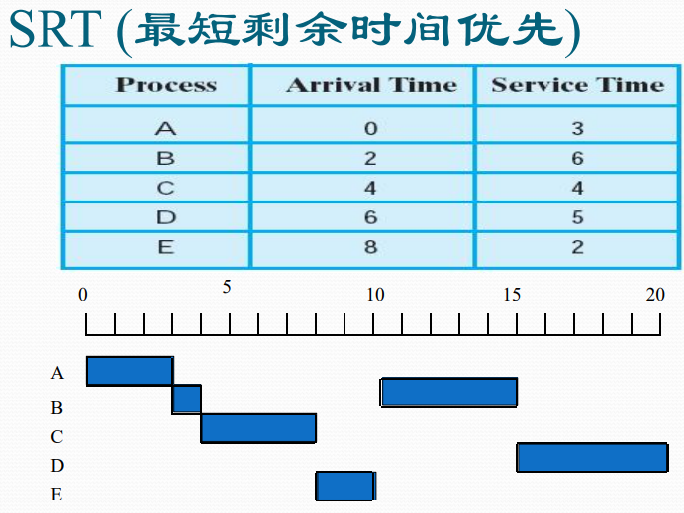 SRT (最短剩余时间优先)
Process Arrival Time Service Time
A 0 3
B 2 6
C 4 4
D 6 5
E 8 2
0 5 10 15 20
A
B
C
D
E